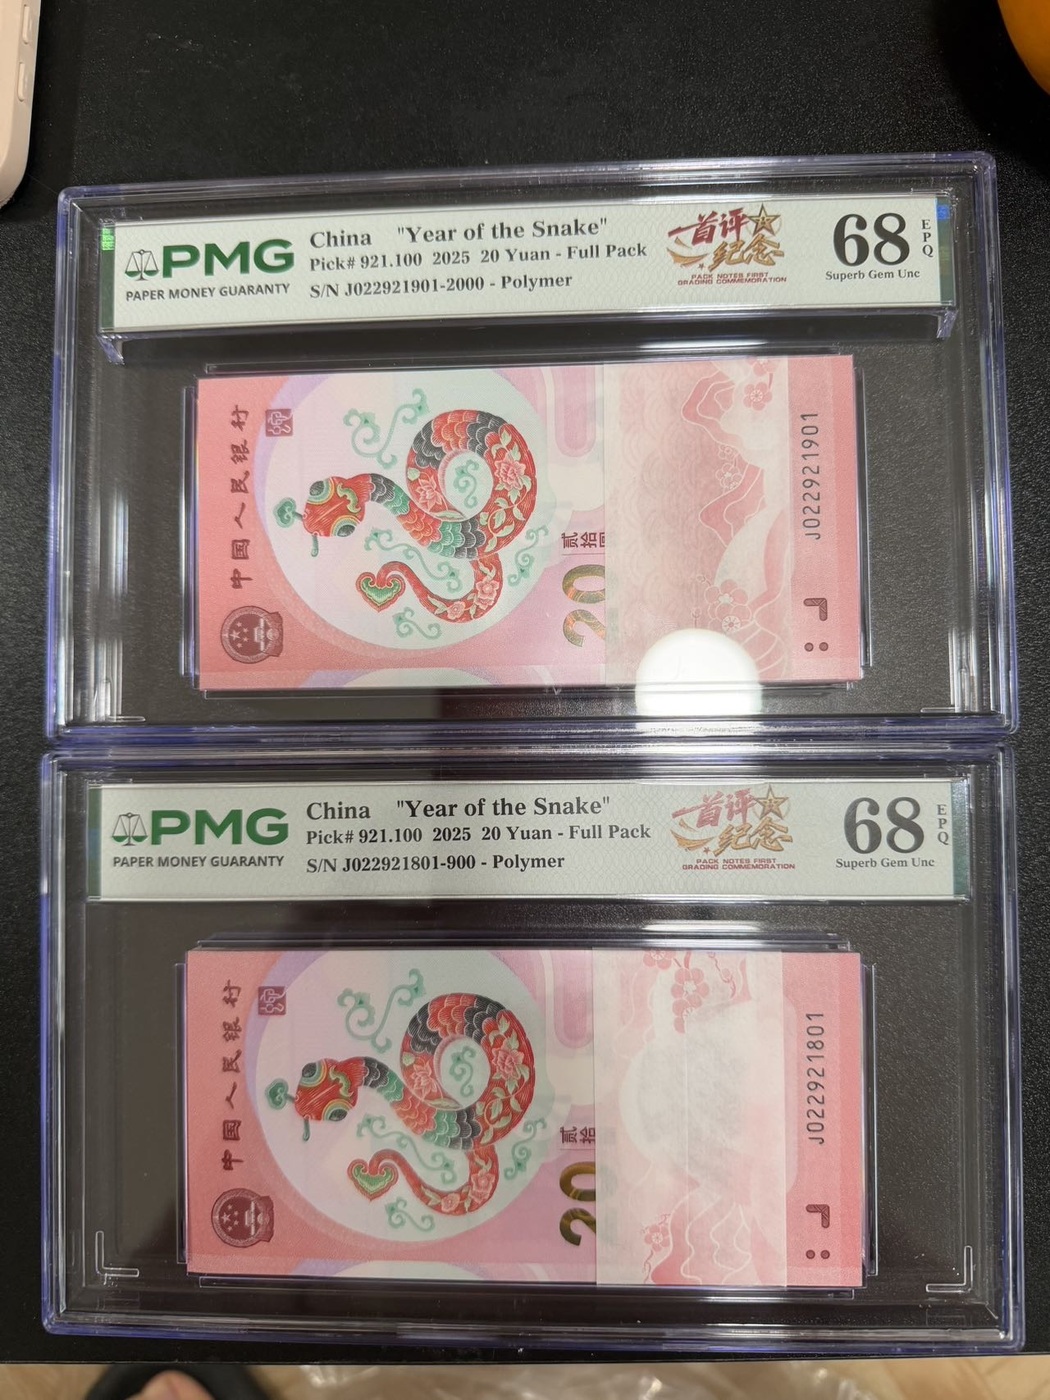 PMG
PAPER MONEY GUARANTY
China "Year of the Snake"
Pick# 921.100 2025 20 Yuan - Full Pack
S/N J022921901-2000 - Polymer
首评
纪念
PACK NOTES FIRST
GRADING COMMEMORATION
68
EPQ
Superb Gem Unc
中国人民银行
贰拾
20
J022921901
PMG
PAPER MONEY GUARANTY
China "Year of the Snake"
Pick# 921.100 2025 20 Yuan - Full Pack
S/N J022921801-900 - Polymer
首评
纪念
PACK NOTES FIRST
GRADING COMMEMORATION
68
EPQ
Superb Gem Unc
中国人民银行
贰拾
20
J022921801